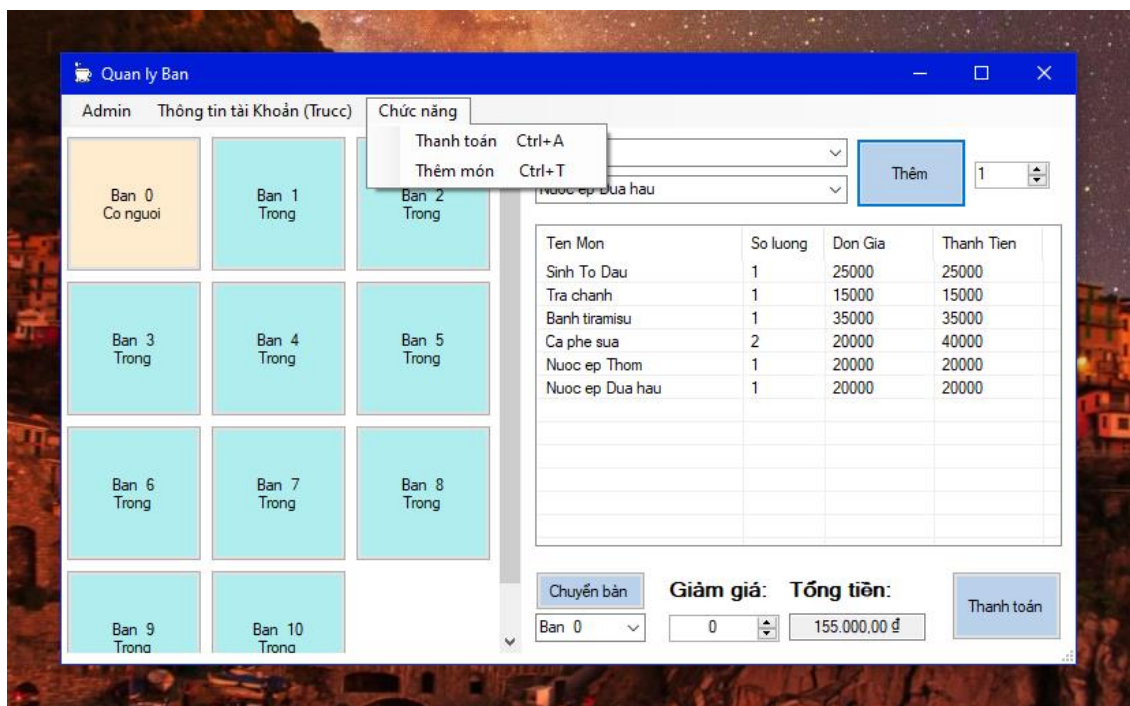 Quan ly Ban
Admin Thông tin tài Khoản (Trucc) Chức năng
Thanh toán Ctrl+A
Thêm món Ctrl+T
Ban 0
Co nguoi
Ban 1
Trong
Ban 2
Trong
Ban 3
Trong
Ban 4
Trong
Ban 5
Trong
Ban 6
Trong
Ban 7
Trong
Ban 8
Trong
Ban 9
Trong
Ban 10
Trong
Nuoc ep Dua hau
Thêm 1
Ten Mon So luong Don Gia Thanh Tien
Sinh To Dau 1 25000 25000
Tra chanh 1 15000 15000
Banh tiramisu 1 35000 35000
Ca phe sua 2 20000 40000
Nuoc ep Thom 1 20000 20000
Nuoc ep Dua hau 1 20000 20000
Chuyển bàn Giảm giá: Tổng tiền:
Ban 0 0 155.000,00 ₫
Thanh toán